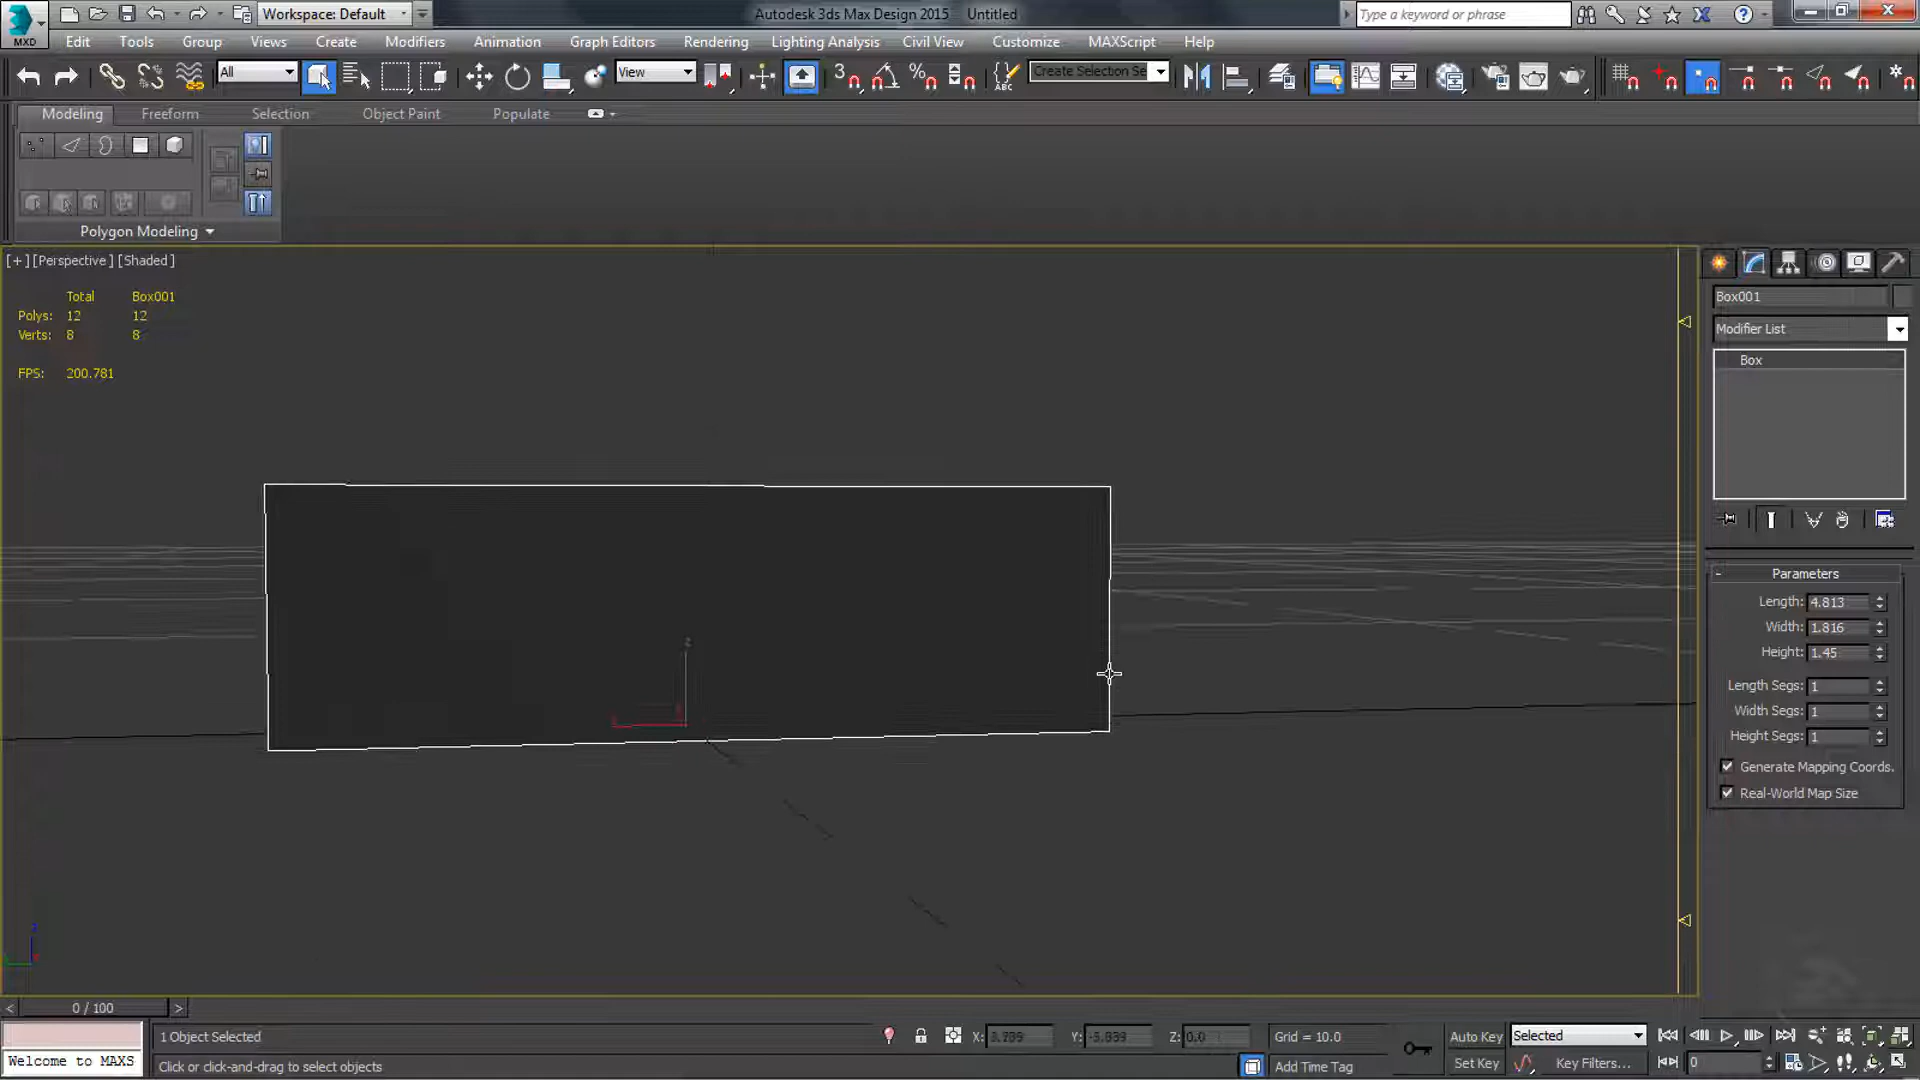 Workspace: Default
Autodesk 3ds Max Design 2015 Untitled
Type a keyword or phrase
MXD
Edit Tools Group Views Create Modifiers Animation Graph Editors Rendering Lighting Analysis Civil View Customize MAXScript Help
All
View
3
%
ABC
Create Selection Se
Modeling Freeform Selection Object Paint Populate
Polygon Modeling
[+][Perspective][Shaded]
Total Box001
Polys: 12 12
Verts: 8 8
FPS: 200.781
Box001
Modifier List
Box
- Parameters
Length: 4.813
Width: 1.816
Height: 1.45
Length Segs: 1
Width Segs: 1
Height Segs: 1
Generate Mapping Coords.
Real-World Map Size
z
< 0 / 100 >
1 Object Selected
X: Y: Z: 0.0
Grid = 10.0
Auto Key
Selected
Welcome to MAXS
Click or click-and-drag to select objects
Add Time Tag
Set Key
Key Filters...
0